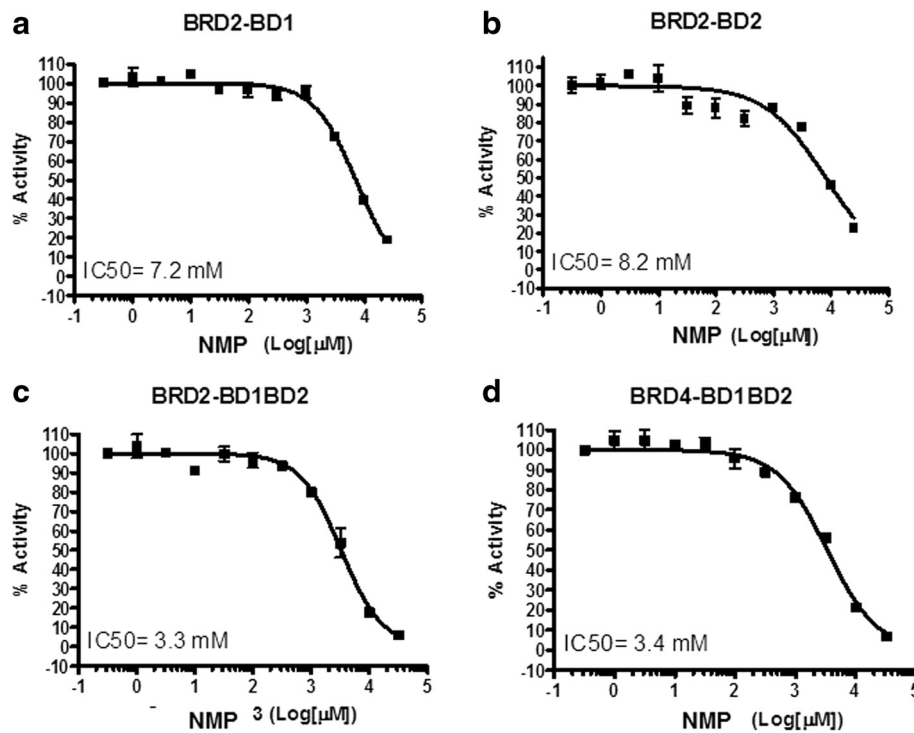 a
BRD2-BD1
110
100
90
80
70
60
50
40
30
20
10
0
-10
% Activity
IC50= 7.2 mM
-1 0 1 2 3 4 5
NMP (Log[µM])
b
BRD2-BD2
110
100
90
80
70
60
50
40
30
20
10
0
-10
% Activity
IC50= 8.2 mM
-1 0 1 2 3 4 5
NMP (Log[µM])
c
BRD2-BD1BD2
110
100
90
80
70
60
50
40
30
20
10
0
-10
% Activity
IC50= 3.3 mM
-1 0 1 2 3 4 5
- NMP 3 (Log[µM])
d
BRD4-BD1BD2
110
100
90
80
70
60
50
40
30
20
10
0
-10
% Activity
IC50= 3.4 mM
-1 0 1 2 3 4 5
NMP (Log[µM])